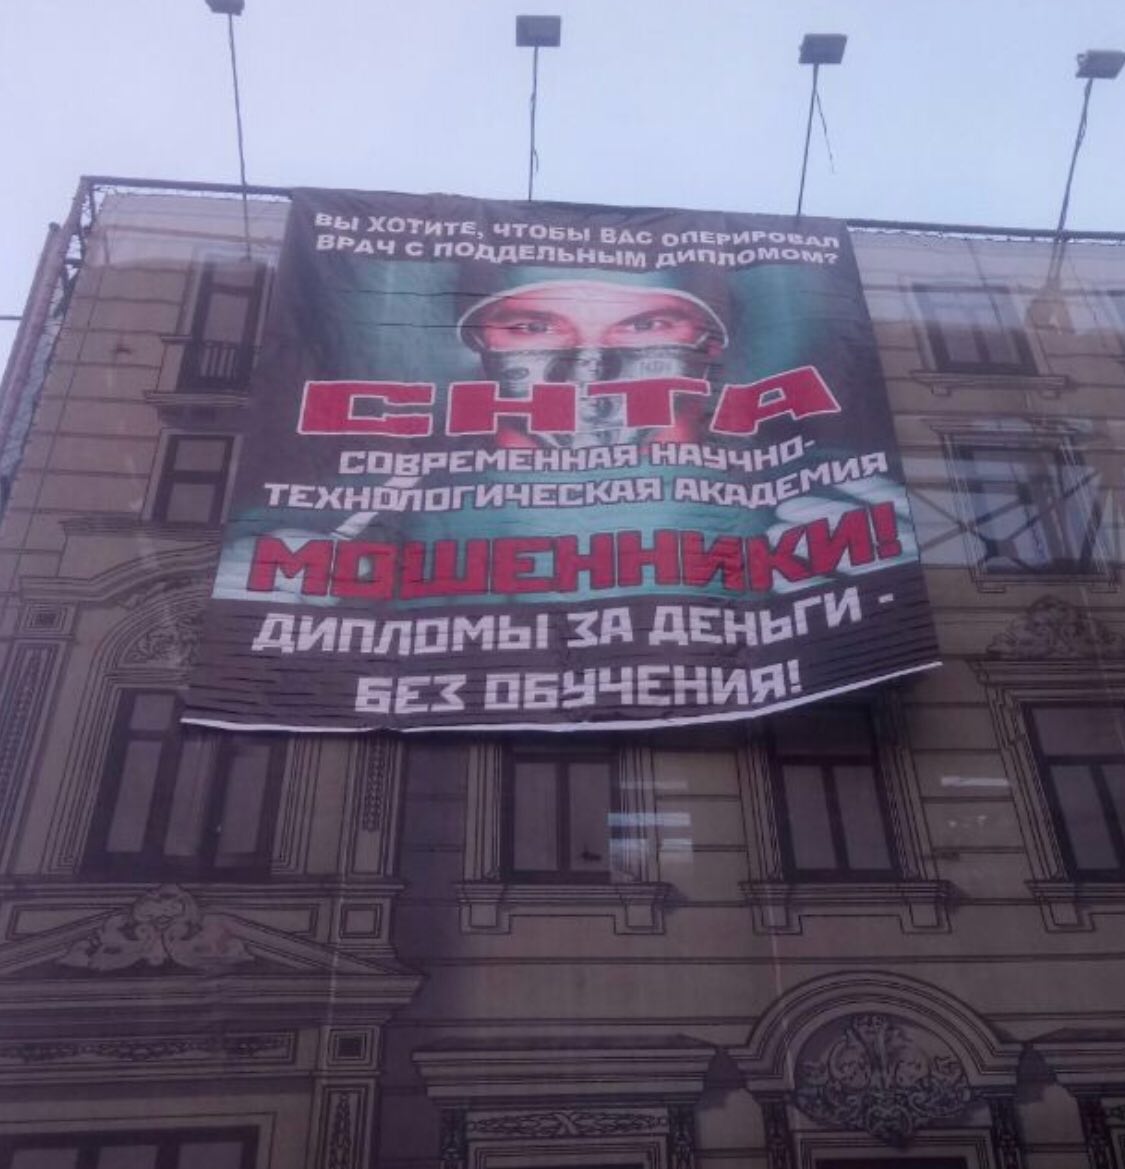 ВЫ ХОТИТЕ, ЧТОБЫ ВАС ОПЕРИРОВАЛ
ВРАЧ С ПОДДЕЛЬНЫМ ДИПЛОМОМ?
СНТА
СОВРЕМЕННАЯ НАУЧНО-
ТЕХНОЛОГИЧЕСКАЯ АКАДЕМИЯ
МОШЕННИКИ!
ДИПЛОМЫ ЗА ДЕНЬГИ -
БЕЗ ОБУЧЕНИЯ!